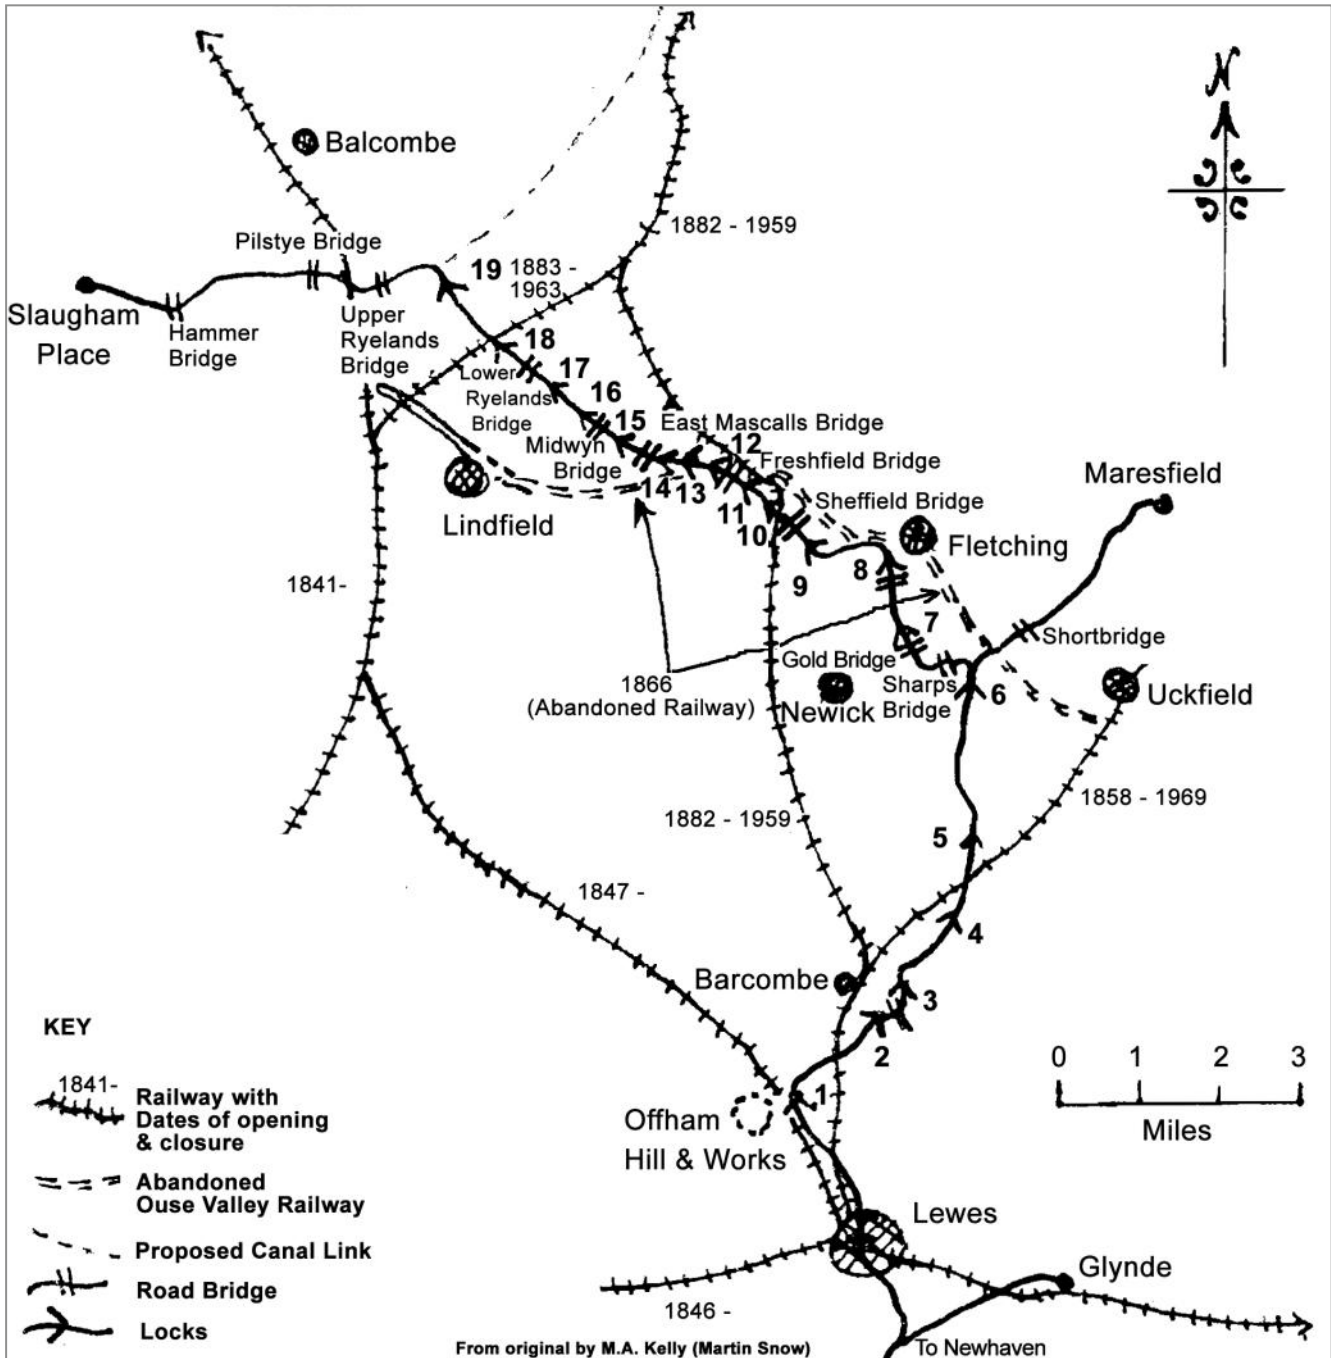 N
Balcombe
1882 - 1959
Pilstye Bridge
19
1883 -
1963
Slaugham
Place
Hammer
Bridge
Upper
Ryelands
Bridge
18
Lower
Ryelands
Bridge
17
16
15
East Mascalls Bridge
Midwyn
Bridge
12
Freshfield Bridge
14
13
11
Sheffield Bridge
10
Maresfield
Lindfield
Fletching
9
8
1841-
7
Shortbridge
Gold Bridge
1866
(Abandoned Railway)
Newick
Sharps
Bridge
6
Uckfield
1882 - 1959
1858 - 1969
5
1847 -
4
Barcombe
3
2
1
Offham
Hill & Works
0 1 2 3
Miles
Lewes
Glynde
1846 -
To Newhaven
KEY
1841-
Railway with
Dates of opening
& closure
Abandoned
Ouse Valley Railway
Proposed Canal Link
Road Bridge
Locks
From original by M.A. Kelly (Martin Snow)